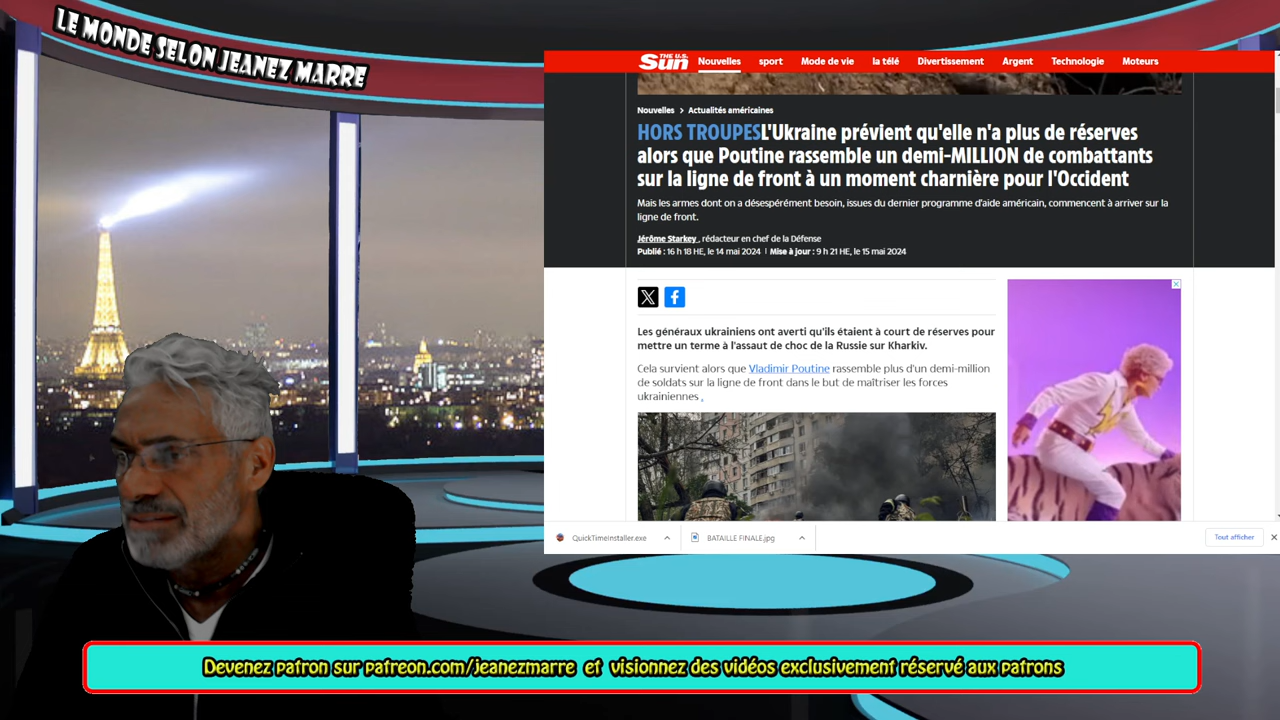 LE MONDE SELON JEANEZ MARRE
THE U.S.
Sun
Nouvelles sport Mode de vie la télé Divertissement Argent Technologie Moteurs
Nouvelles > Actualités américaines
HORS TROUPESL'Ukraine prévient qu'elle n'a plus de réserves
alors que Poutine rassemble un demi-MILLION de combattants
sur la ligne de front à un moment charnière pour l'Occident
Mais les armes dont on a désespérément besoin, issues du dernier programme d'aide américain, commencent à arriver sur la
ligne de front.
Jérôme Starkey , rédacteur en chef de la Défense
Publié : 16 h 18 HE, le 14 mai 2024 | Mise à jour : 9 h 21 HE, le 15 mai 2024
Les généraux ukrainiens ont averti qu'ils étaient à court de réserves pour
mettre un terme à l'assaut de choc de la Russie sur Kharkiv.
Cela survient alors que Vladimir Poutine rassemble plus d'un demi-million
de soldats sur la ligne de front dans le but de maîtriser les forces
ukrainiennes .
QuickTimeInstaller.exe
BATAILLE FINALE.jpg
Tout afficher
Devenez patron sur patreon.com/jeanezmarre et visionnez des vidéos exclusivement réservé aux patrons